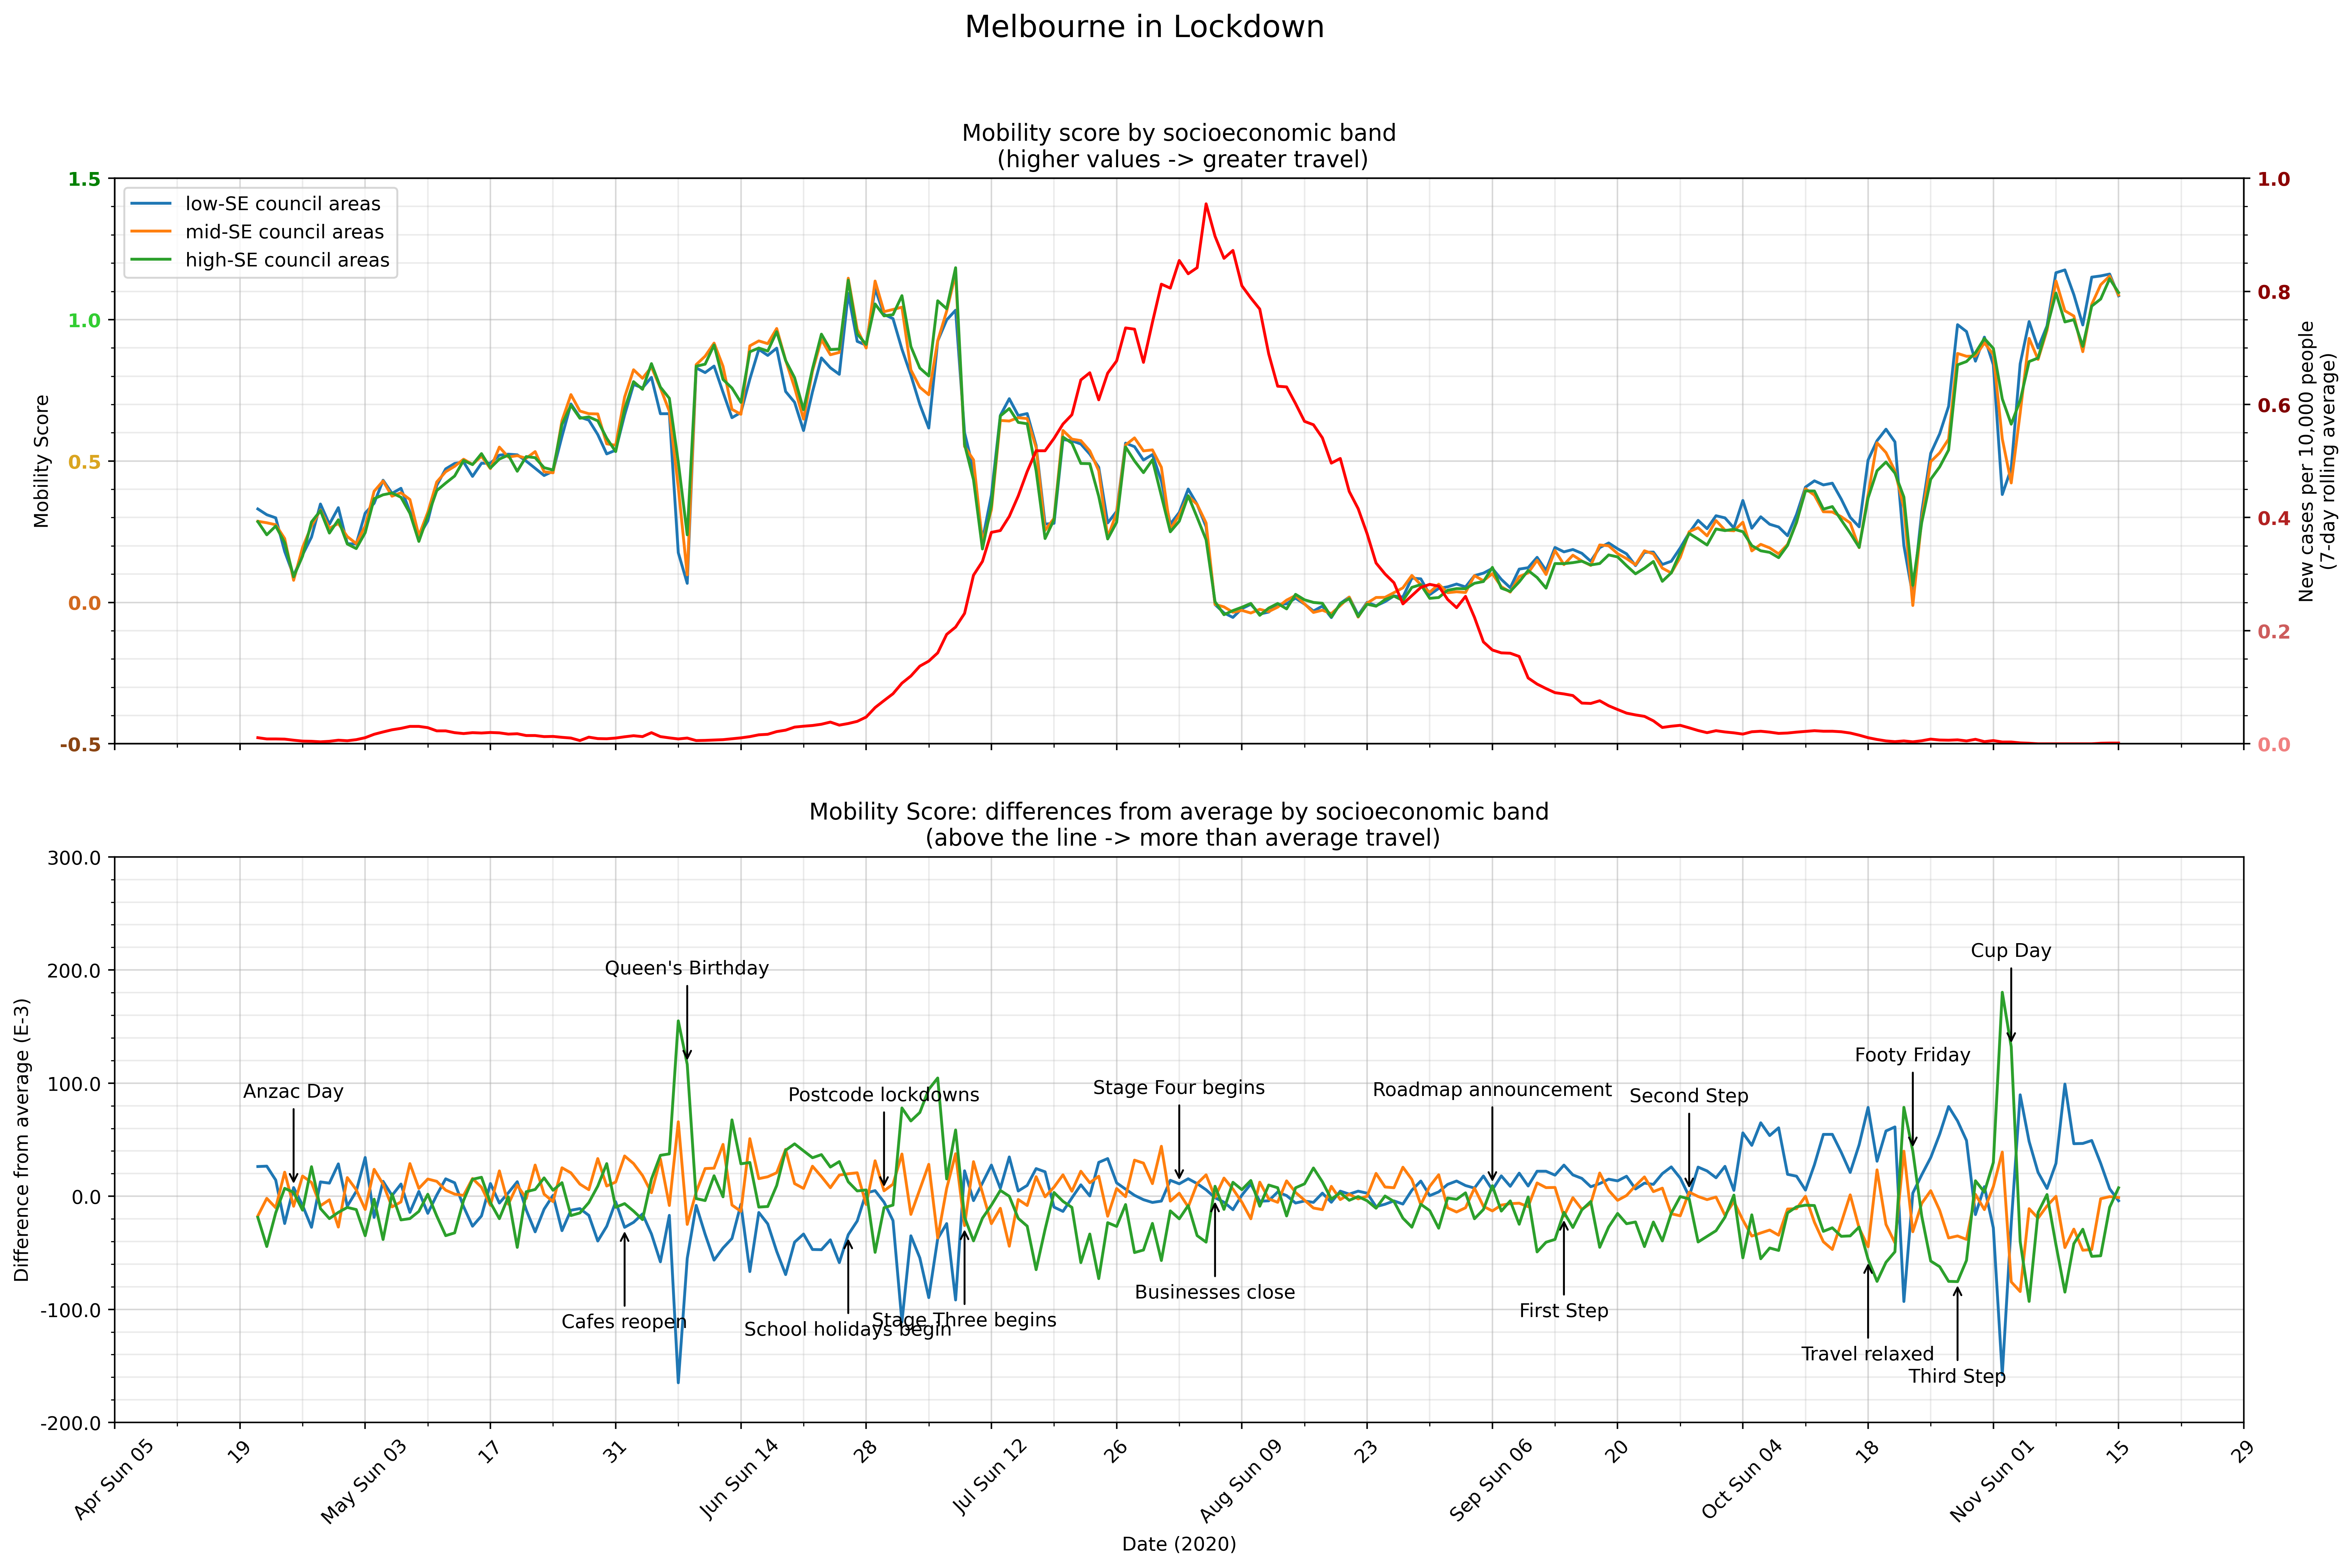 Melbourne in Lockdown
Mobility score by socioeconomic band
(higher values -> greater travel)
low-SE council areas
mid-SE council areas
high-SE council areas
1.5
1.0
0.5
0.0
-0.5
Mobility Score
1.0
0.8
0.6
0.4
0.2
0.0
New cases per 10,000 people
(7-day rolling average)
Mobility Score: differences from average by socioeconomic band
(above the line -> more than average travel)
300.0
200.0
100.0
0.0
-100.0
-200.0
Difference from average (E-3)
Anzac Day
Queen's Birthday
Cafes reopen
Postcode lockdowns
School holidays begin
Stage Three begins
Stage Four begins
Businesses close
Roadmap announcement
First Step
Second Step
Footy Friday
Travel relaxed
Third Step
Cup Day
Apr Sun 05
19
May Sun 03
17
31
Jun Sun 14
28
Jul Sun 12
26
Aug Sun 09
23
Sep Sun 06
20
Oct Sun 04
18
Nov Sun 01
15
29
Date (2020)